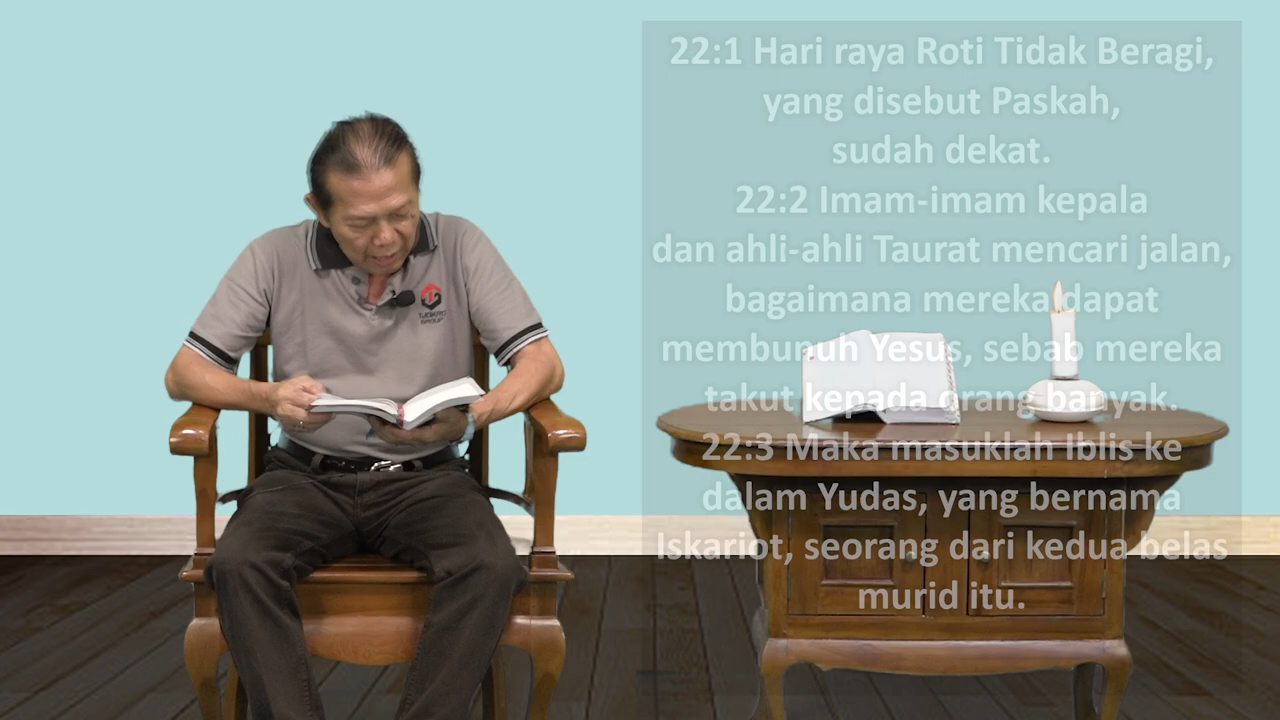 22:1 Hari raya Roti Tidak Beragi,
yang disebut Paskah,
sudah dekat.
22:2 Imam-imam kepala
dan ahli-ahli Taurat mencari jalan,
bagaimana mereka dapat
membunuh Yesus, sebab mereka
takut kepada orang banyak.
22:3 Maka masuklah Iblis ke
dalam Yudas, yang bernama
Iskariot, seorang dari kedua belas
murid itu.
TJOKRO
GROUP